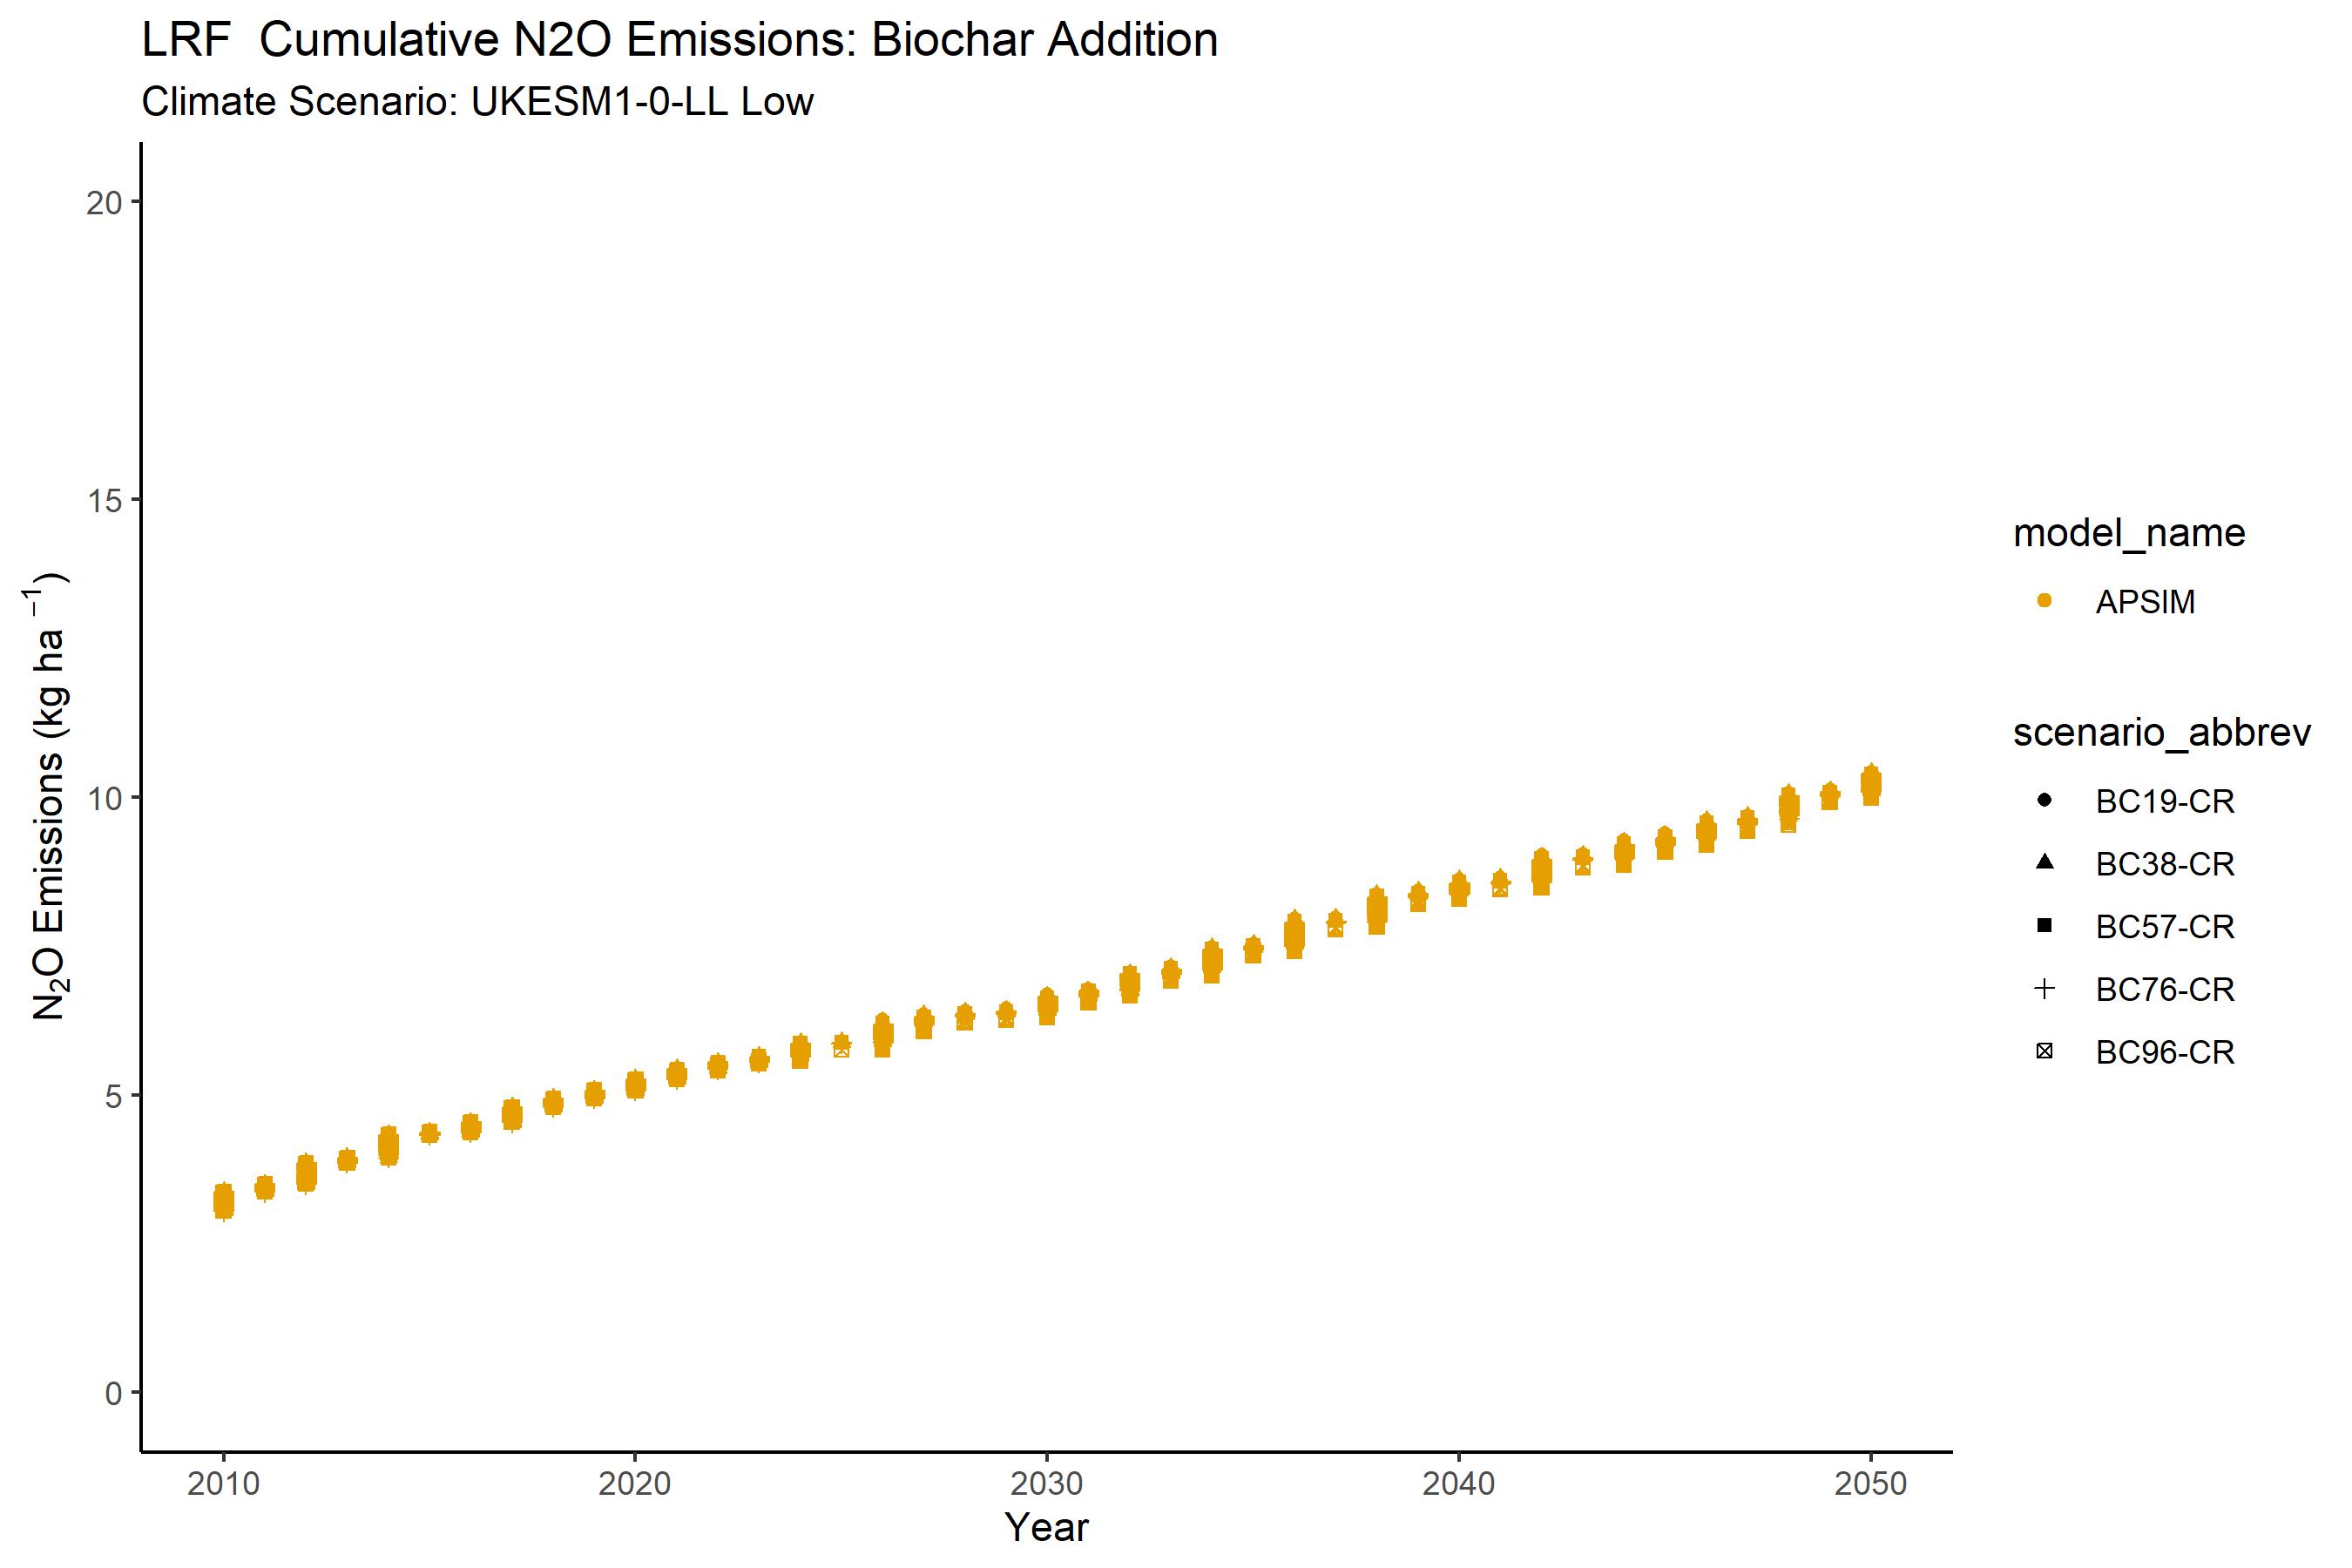 LRF  Cumulative N2O Emissions: Biochar Addition
Climate Scenario: UKESM1-0-LL Low
N₂O Emissions (kg ha ⁻¹)
20
15
10
5
0
2010
2020
2030
2040
2050
Year
model_name
APSIM
scenario_abbrev
BC19-CR
BC38-CR
BC57-CR
BC76-CR
BC96-CR